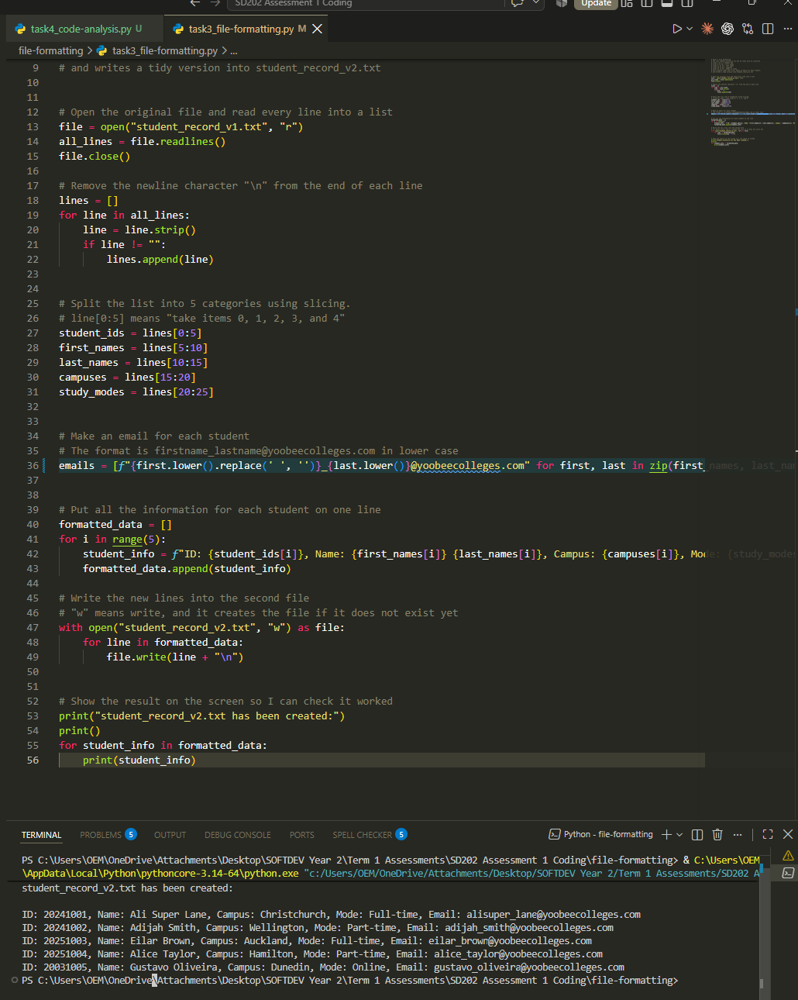 SD202 Assessment 1 Coding
Update
task4_code-analysis.py U
task3_file-formatting.py M
file-formatting > task3_file-formatting.py > ...
9 # and writes a tidy version into student_record_v2.txt
10
11
12 # Open the original file and read every line into a list
13 file = open("student_record_v1.txt", "r")
14 all_lines = file.readlines()
15 file.close()
16
17 # Remove the newline character "\n" from the end of each line
18 lines = []
19 for line in all_lines:
20 line = line.strip()
21 if line != "":
22 lines.append(line)
23
24
25 # Split the list into 5 categories using slicing.
26 # line[0:5] means "take items 0, 1, 2, 3, and 4"
27 student_ids = lines[0:5]
28 first_names = lines[5:10]
29 last_names = lines[10:15]
30 campuses = lines[15:20]
31 study_modes = lines[20:25]
32
33
34 # Make an email for each student
35 # The format is firstname_lastname@yoobeecolleges.com in lower case
36 emails = [f"{first.lower().replace(' ', '')}_{last.lower()}@yoobeecolleges.com" for first, last in zip(first_names, last_na
37
38
39 # Put all the information for each student on one line
40 formatted_data = []
41 for i in range(5):
42 student_info = f"ID: {student_ids[i]}, Name: {first_names[i]} {last_names[i]}, Campus: {campuses[i]}, Mode: {study_mode
43 formatted_data.append(student_info)
44
45 # Write the new lines into the second file
46 # "w" means write, and it creates the file if it does not exist yet
47 with open("student_record_v2.txt", "w") as file:
48 for line in formatted_data:
49 file.write(line + "\n")
50
51
52 # Show the result on the screen so I can check it worked
53 print("student_record_v2.txt has been created:")
54 print()
55 for student_info in formatted_data:
56 print(student_info)
TERMINAL PROBLEMS 5 OUTPUT DEBUG CONSOLE PORTS SPELL CHECKER 5 Python - file-formatting
PS C:\Users\OEM\OneDrive\Attachments\Desktop\SOFTDEV Year 2\Term 1 Assessments\SD202 Assessment 1 Coding\file-formatting> & C:\Users\OEM
\AppData\Local\Python\pythoncore-3.14-64\python.exe "c:/Users/OEM/OneDrive/Attachments/Desktop/SOFTDEV Year 2/Term 1 Assessments/SD202 A
student_record_v2.txt has been created:

ID: 20241001, Name: Ali Super Lane, Campus: Christchurch, Mode: Full-time, Email: alisuper_lane@yoobeecolleges.com
ID: 20241002, Name: Adijah Smith, Campus: Wellington, Mode: Part-time, Email: adijah_smith@yoobeecolleges.com
ID: 20251003, Name: Eilar Brown, Campus: Auckland, Mode: Full-time, Email: eilar_brown@yoobeecolleges.com
ID: 20251004, Name: Alice Taylor, Campus: Hamilton, Mode: Part-time, Email: alice_taylor@yoobeecolleges.com
ID: 20031005, Name: Gustavo Oliveira, Campus: Dunedin, Mode: Online, Email: gustavo_oliveira@yoobeecolleges.com
PS C:\Users\OEM\OneDrive\Attachments\Desktop\SOFTDEV Year 2\Term 1 Assessments\SD202 Assessment 1 Coding\file-formatting>